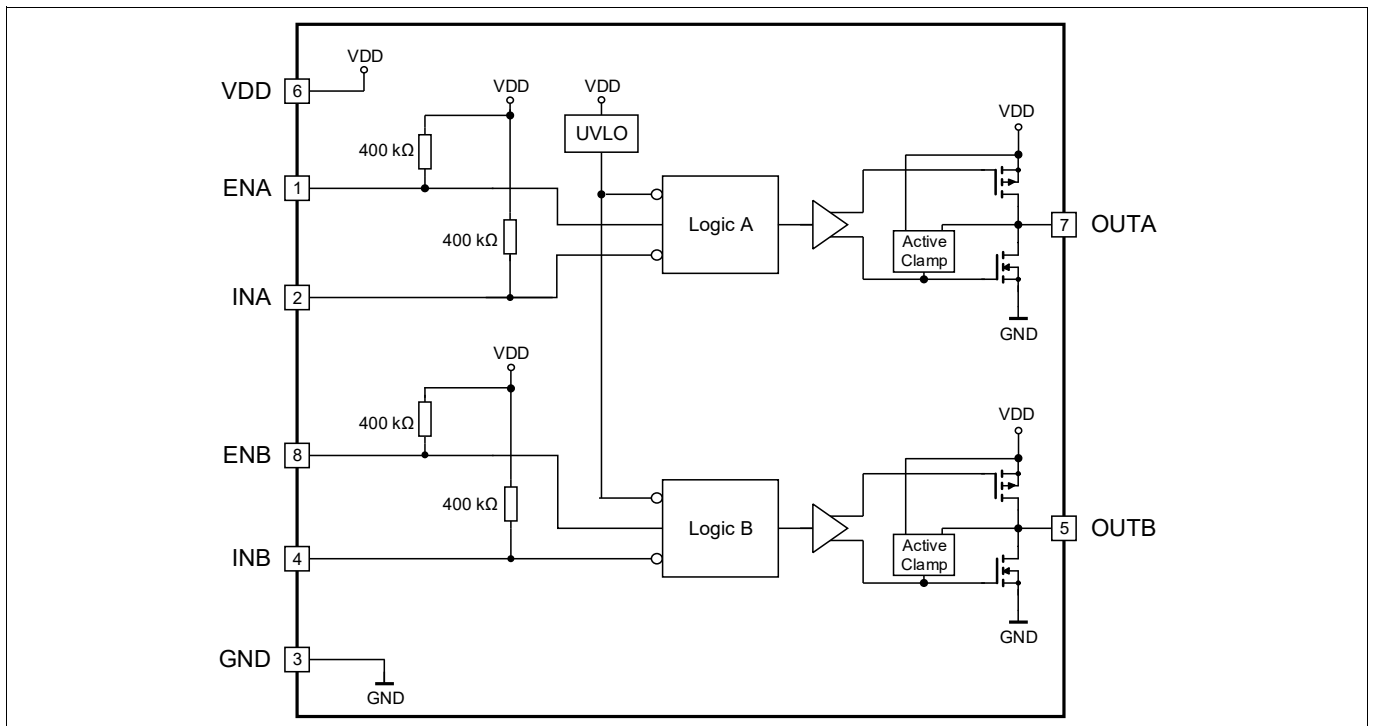 VDD
6
VDD
VDD
VDD
UVLO
VDD
400 kΩ
ENA
1
Logic A
7
OUTA
400 kΩ
Active
Clamp
INA
2
GND
VDD
400 kΩ
VDD
ENB
8
400 kΩ
Logic B
5
OUTB
Active
Clamp
INB
4
GND
GND
3
GND